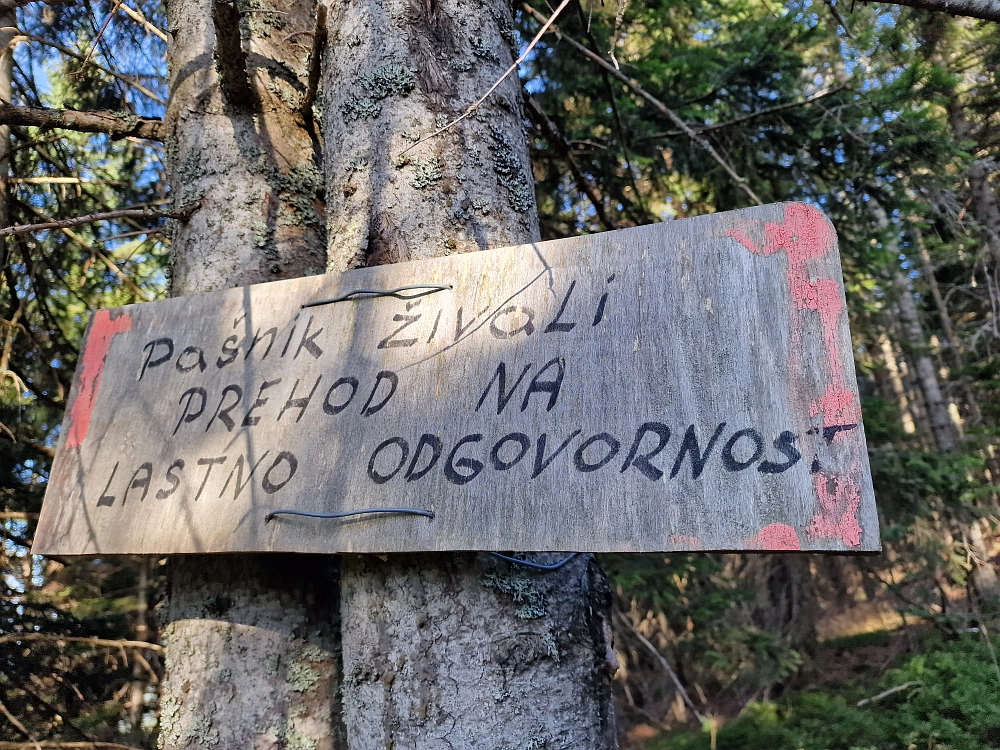 Pašnik živali
PREHOD NA
LASTNO ODGOVORNOST